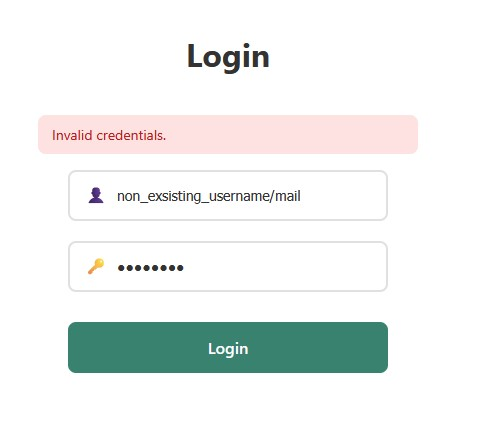 Login
Invalid credentials.
non_exsisting_username/mail
••••••••
Login